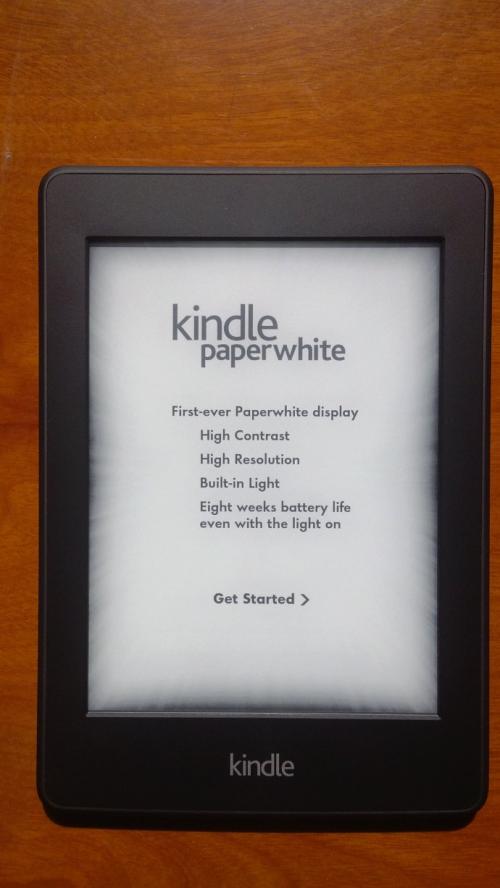 kindle
paperwhite
First-ever Paperwhite display
High Contrast
High Resolution
Built-in Light
Eight weeks battery life
even with the light on
Get Started >
kindle